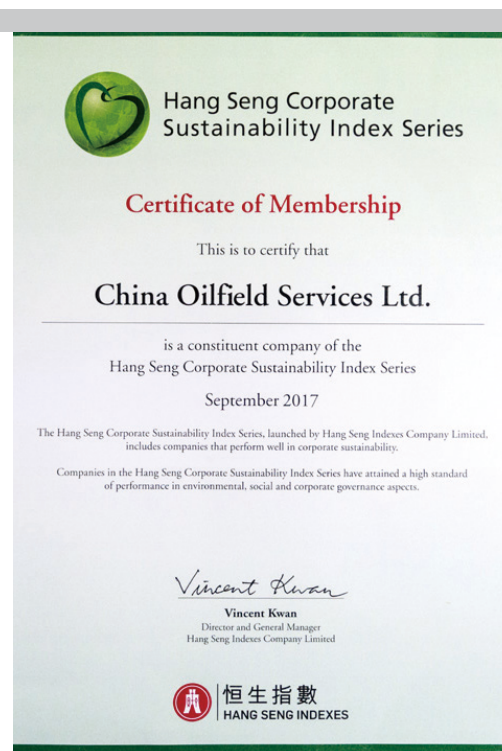 Hang Seng Corporate
Sustainability Index Series
Certificate of Membership
This is to certify that
China Oilfield Services Ltd.
is a constituent company of the
Hang Seng Corporate Sustainability Index Series
September 2017
The Hang Seng Corporate Sustainability Index Series, launched by Hang Seng Indexes Company Limited,
includes companies that perform well in corporate sustainability.
Companies in the Hang Seng Corporate Sustainability Index Series have attained a high standard
of performance in environmental, social and corporate governance aspects.
Vincent Kwan
Vincent Kwan
Director and General Manager
Hang Seng Indexes Company Limited
恒生指數
HANG SENG INDEXES